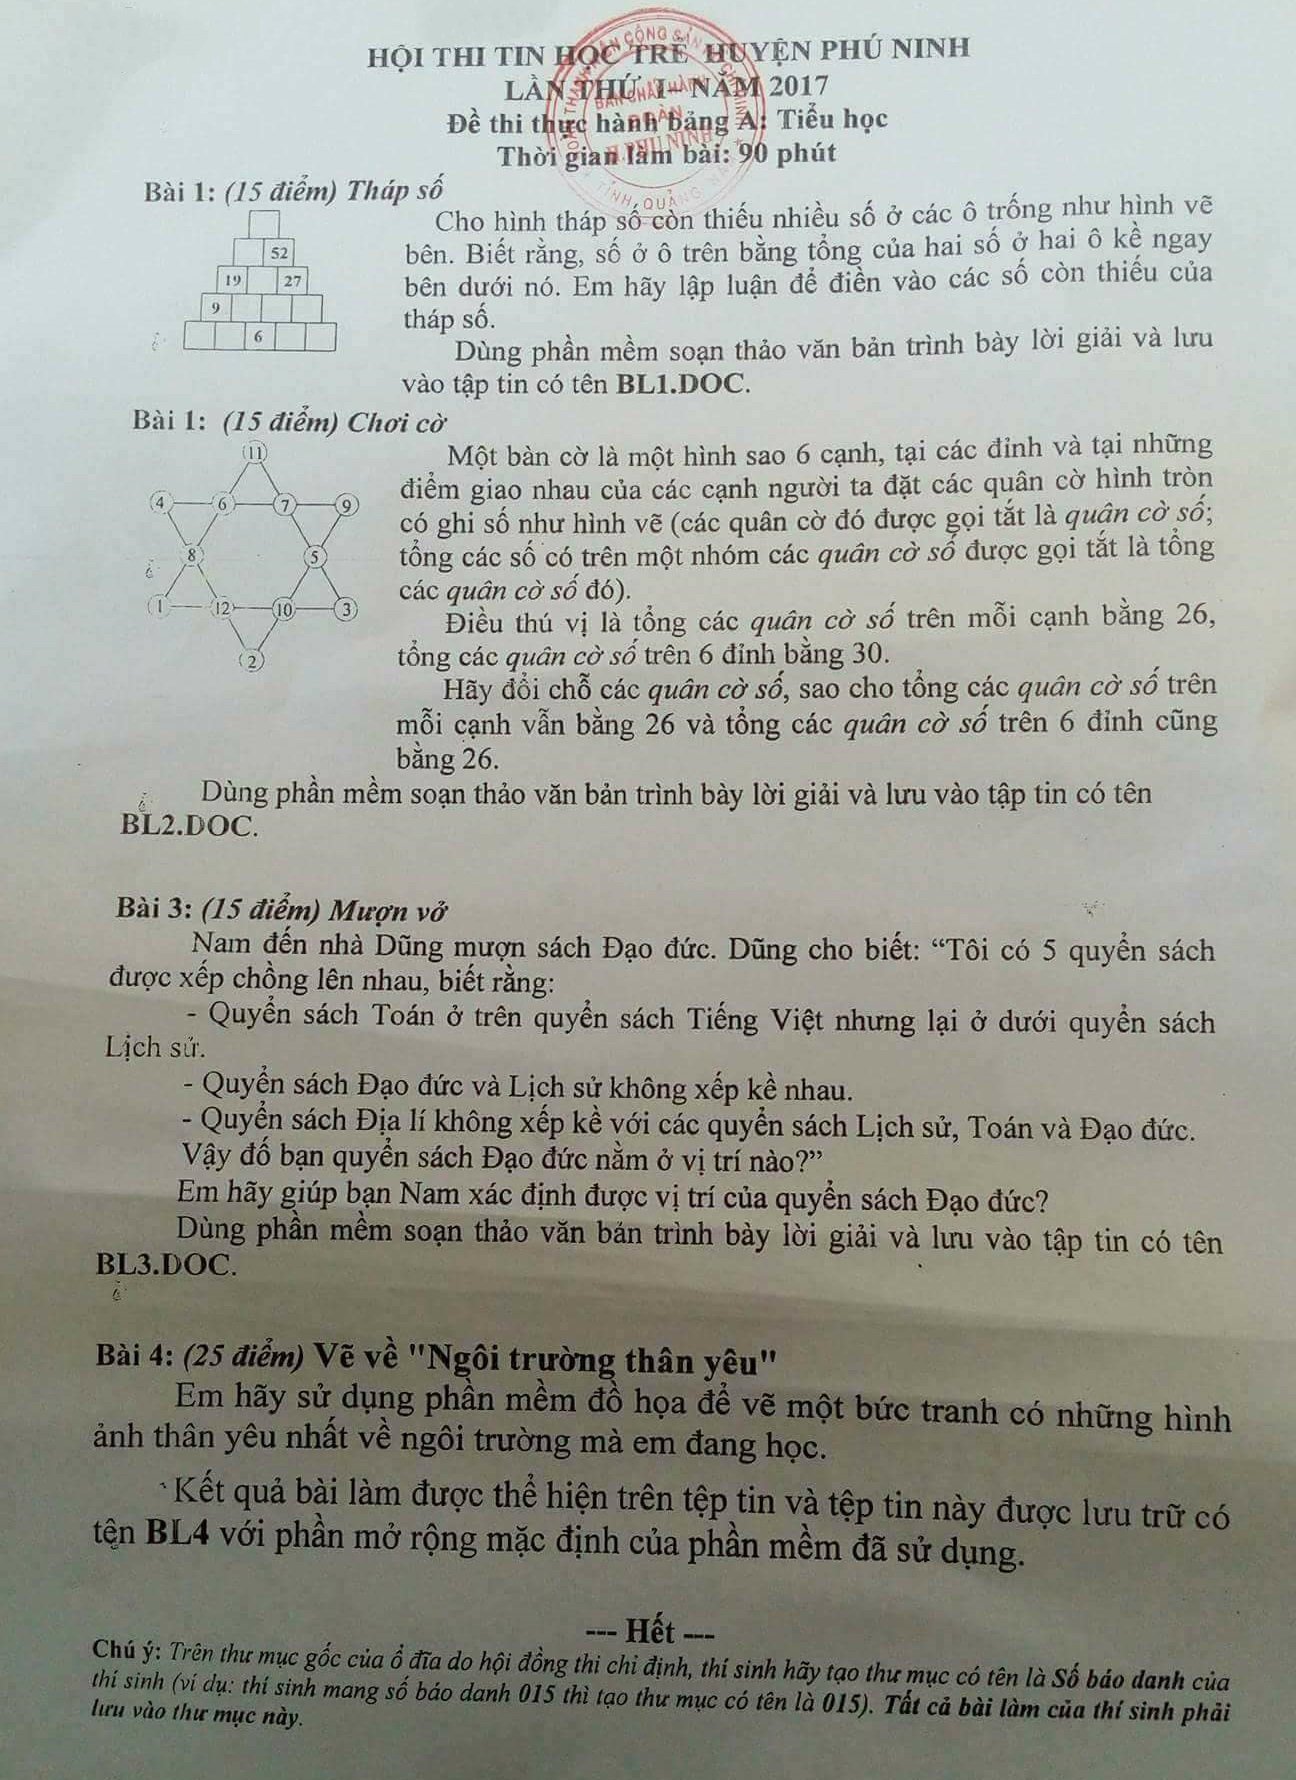 HỘI THI TIN HỌC TRẺ HUYỆN PHÚ NINH
LẦN THỨ I– NĂM 2017
Đề thi thực hành bảng A: Tiểu học
Thời gian làm bài: 90 phút
Bài 1: (15 điểm) Tháp số
52
19 27
9
6
Cho hình tháp số còn thiếu nhiều số ở các ô trống như hình vẽ
bên. Biết rằng, số ở ô trên bằng tổng của hai số ở hai ô kề ngay
bên dưới nó. Em hãy lập luận để điền vào các số còn thiếu của
tháp số.
Dùng phần mềm soạn thảo văn bản trình bày lời giải và lưu
vào tập tin có tên BL1.DOC.
Bài 1: (15 điểm) Chơi cờ
11
4 6 7 9
8 5
1 12 10 3
2
Một bàn cờ là một hình sao 6 cạnh, tại các đỉnh và tại những
điểm giao nhau của các cạnh người ta đặt các quân cờ hình tròn
có ghi số như hình vẽ (các quân cờ đó được gọi tắt là quân cờ số;
tổng các số có trên một nhóm các quân cờ số được gọi tắt là tổng
các quân cờ số đó).
Điều thú vị là tổng các quân cờ số trên mỗi cạnh bằng 26,
tổng các quân cờ số trên 6 đỉnh bằng 30.
Hãy đổi chỗ các quân cờ số, sao cho tổng các quân cờ số trên
mỗi cạnh vẫn bằng 26 và tổng các quân cờ số trên 6 đỉnh cũng
bằng 26.
Dùng phần mềm soạn thảo văn bản trình bày lời giải và lưu vào tập tin có tên
BL2.DOC.
Bài 3: (15 điểm) Mượn vở
Nam đến nhà Dũng mượn sách Đạo đức. Dũng cho biết: “Tôi có 5 quyển sách
được xếp chồng lên nhau, biết rằng:
- Quyển sách Toán ở trên quyển sách Tiếng Việt nhưng lại ở dưới quyển sách
Lịch sử.
- Quyển sách Đạo đức và Lịch sử không xếp kề nhau.
- Quyển sách Địa lí không xếp kề với các quyển sách Lịch sử, Toán và Đạo đức.
Vậy đố bạn quyển sách Đạo đức nằm ở vị trí nào?”
Em hãy giúp bạn Nam xác định được vị trí của quyển sách Đạo đức?
Dùng phần mềm soạn thảo văn bản trình bày lời giải và lưu vào tập tin có tên
BL3.DOC.
Bài 4: (25 điểm) Vẽ về "Ngôi trường thân yêu"
Em hãy sử dụng phần mềm đồ họa để vẽ một bức tranh có những hình
ảnh thân yêu nhất về ngôi trường mà em đang học.
Kết quả bài làm được thể hiện trên tệp tin và tệp tin này được lưu trữ có
tên BL4 với phần mở rộng mặc định của phần mềm đã sử dụng.
--- Hết ---
Chú ý: Trên thư mục gốc của ổ đĩa do hội đồng thi chỉ định, thí sinh hãy tạo thư mục có tên là Số báo danh của
thí sinh (ví dụ: thí sinh mang số báo danh 015 thì tạo thư mục có tên là 015). Tất cả bài làm của thí sinh phải
lưu vào thư mục này.